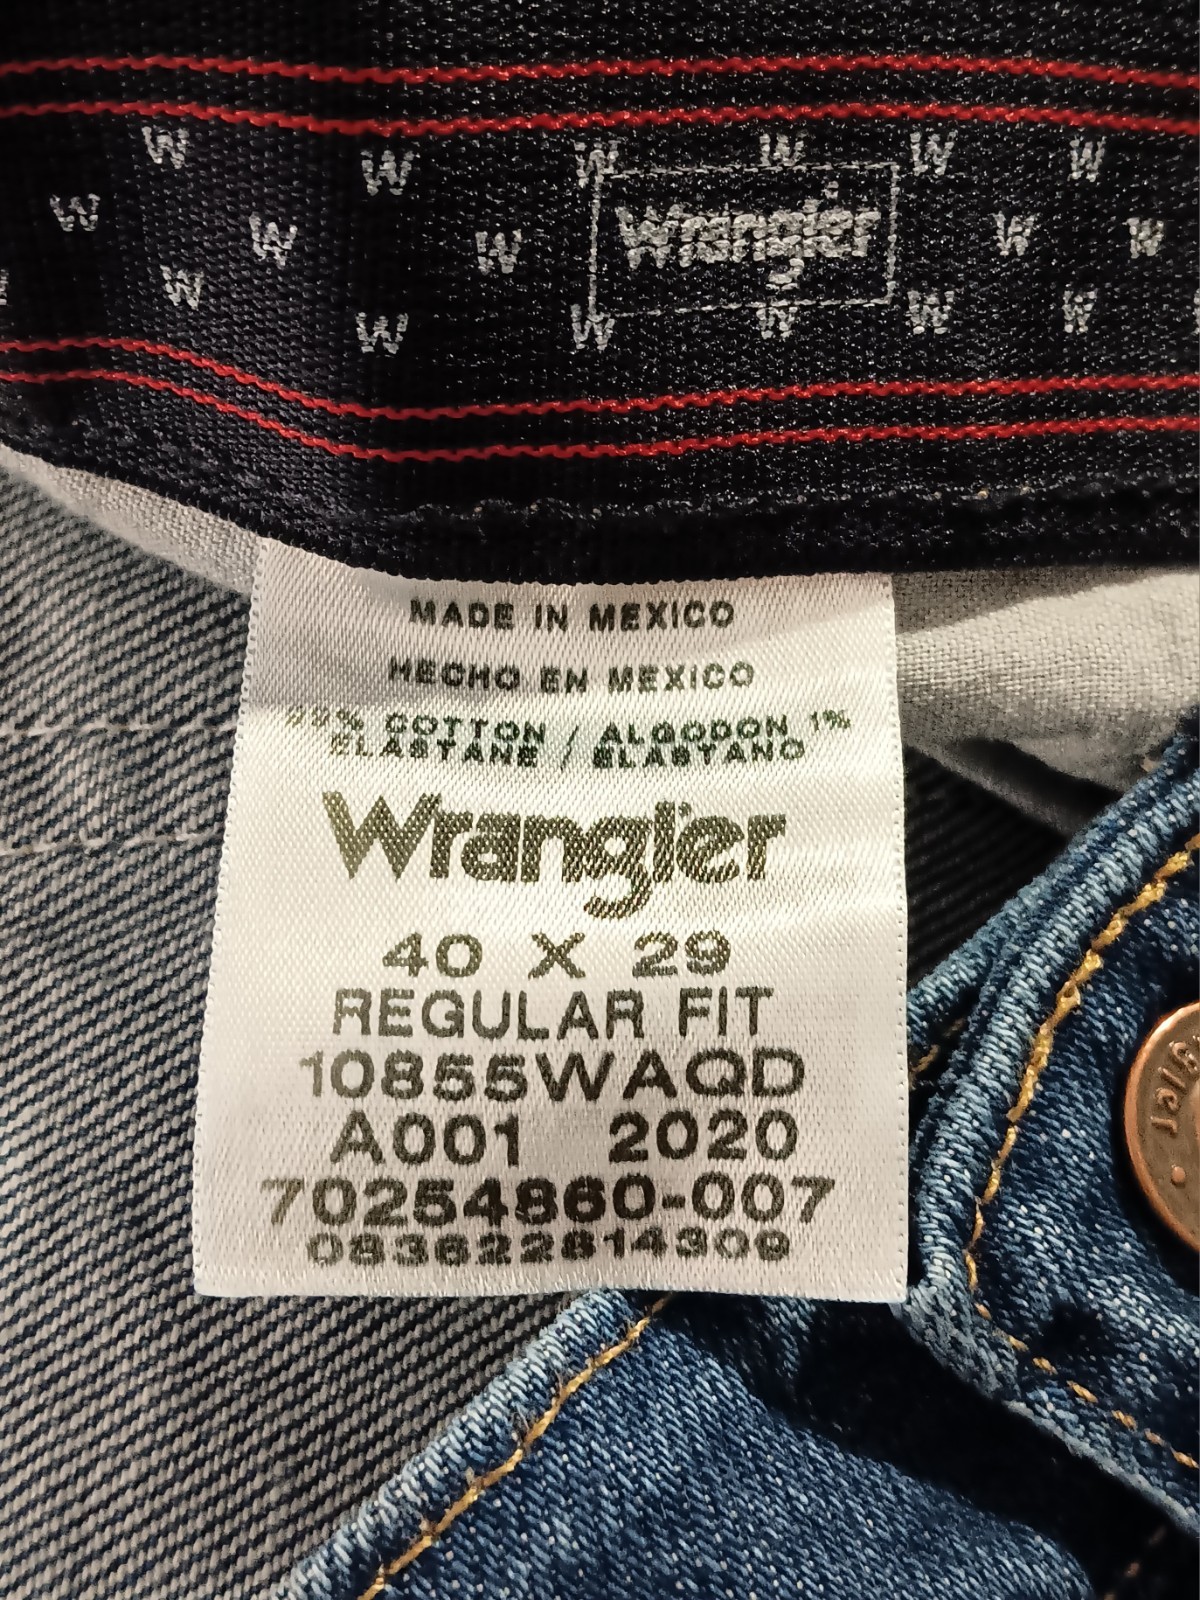 W W W W W W
W W W Wrangler W W
W W W W W W
MADE IN MEXICO
HECHO EN MEXICO
99% COTTON / ALGODON 1%
ELASTANE / ELASTANO
Wrangler
40 X 29
REGULAR FIT
10855WAQD
A001 2020
70254860-007
083622814309